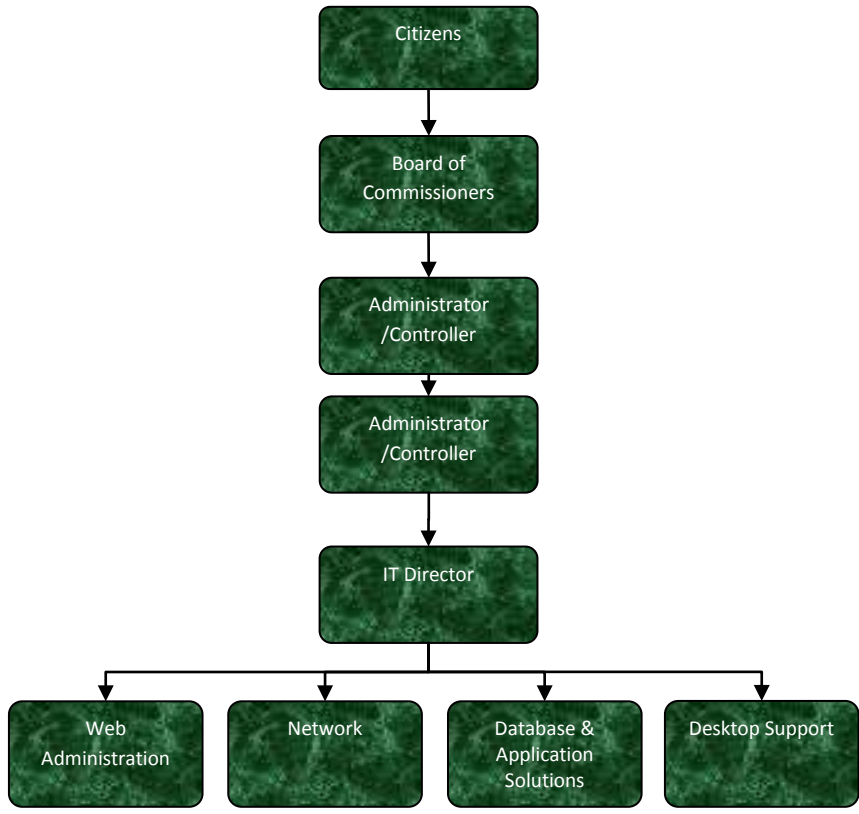 Citizens
Board of
Commissioners
Administrator
/Controller
Administrator
/Controller
IT Director
Web
Administration
Network
Database &
Application
Solutions
Desktop Support